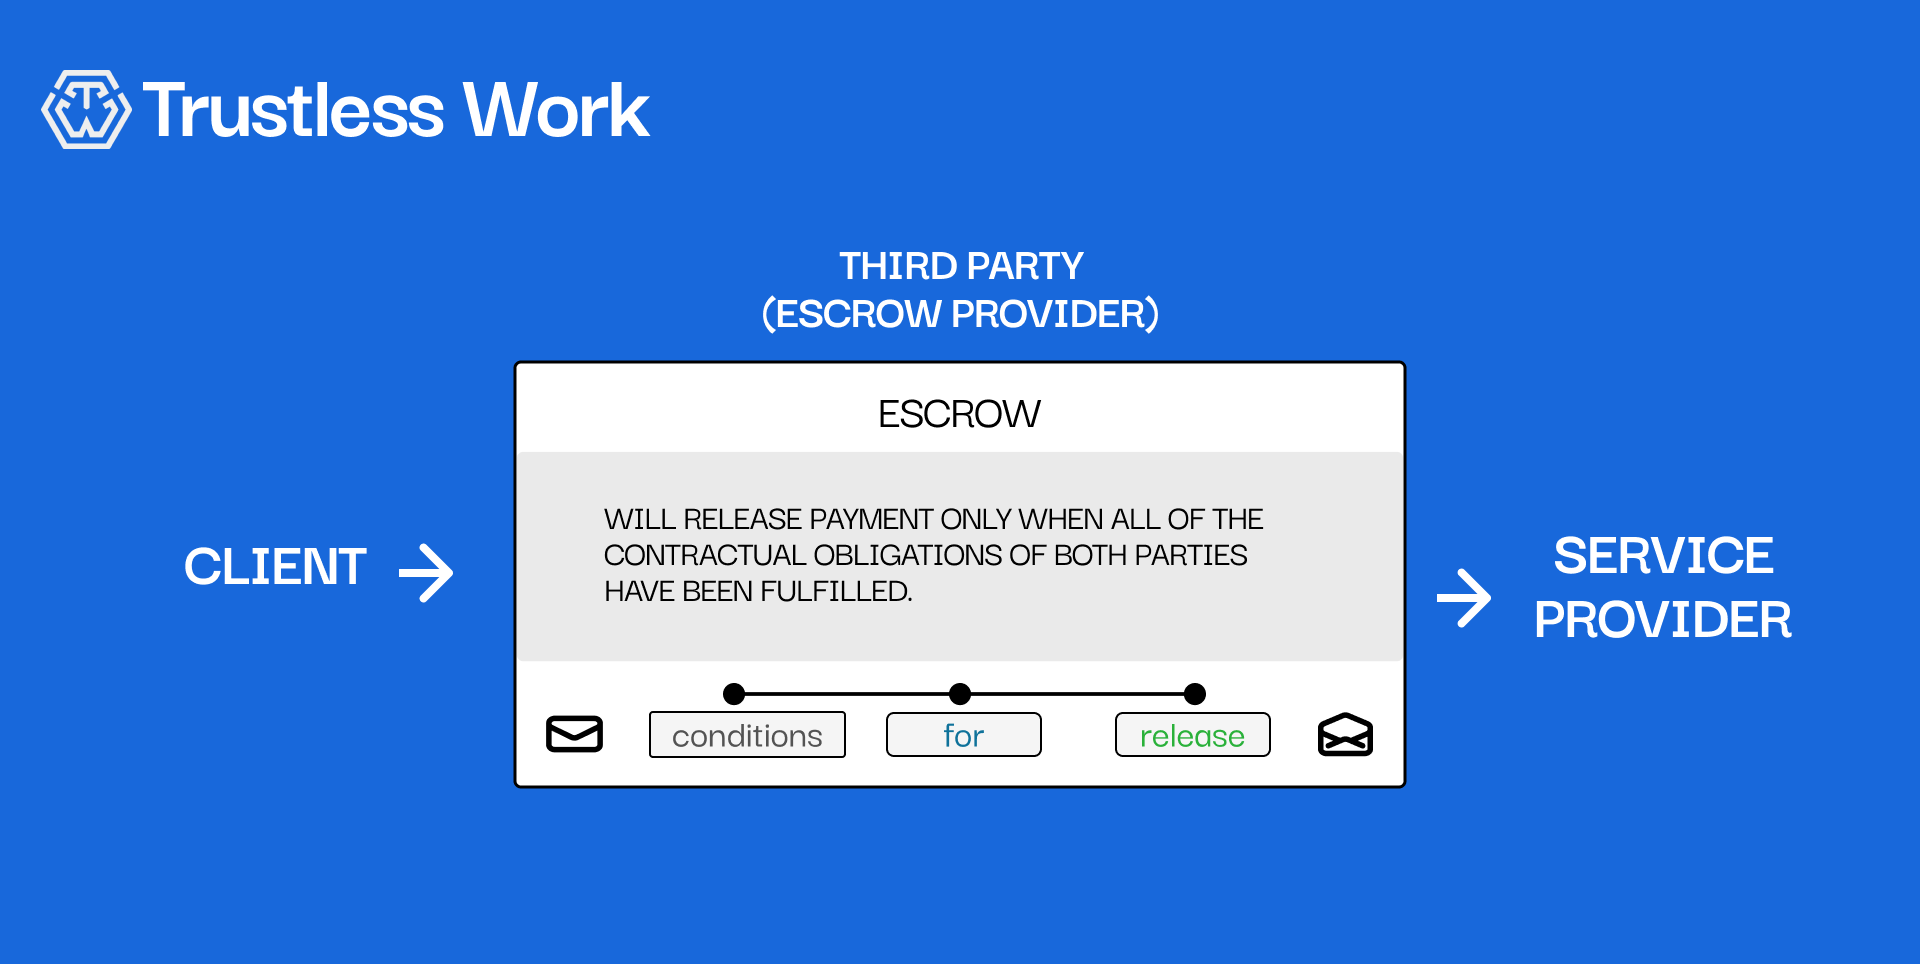 Trustless Work
THIRD PARTY
(ESCROW PROVIDER)
ESCROW
WILL RELEASE PAYMENT ONLY WHEN ALL OF THE
CONTRACTUAL OBLIGATIONS OF BOTH PARTIES
HAVE BEEN FULFILLED.
CLIENT
SERVICE
PROVIDER
conditions
for
release